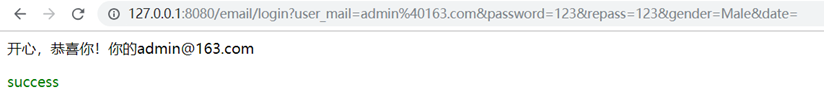 127.0.0.1:8080/email/login?user_mail=admin%40163.com&password=123&repass=123&gender=Male&date=
开心，恭喜你！你的admin@163.com
success